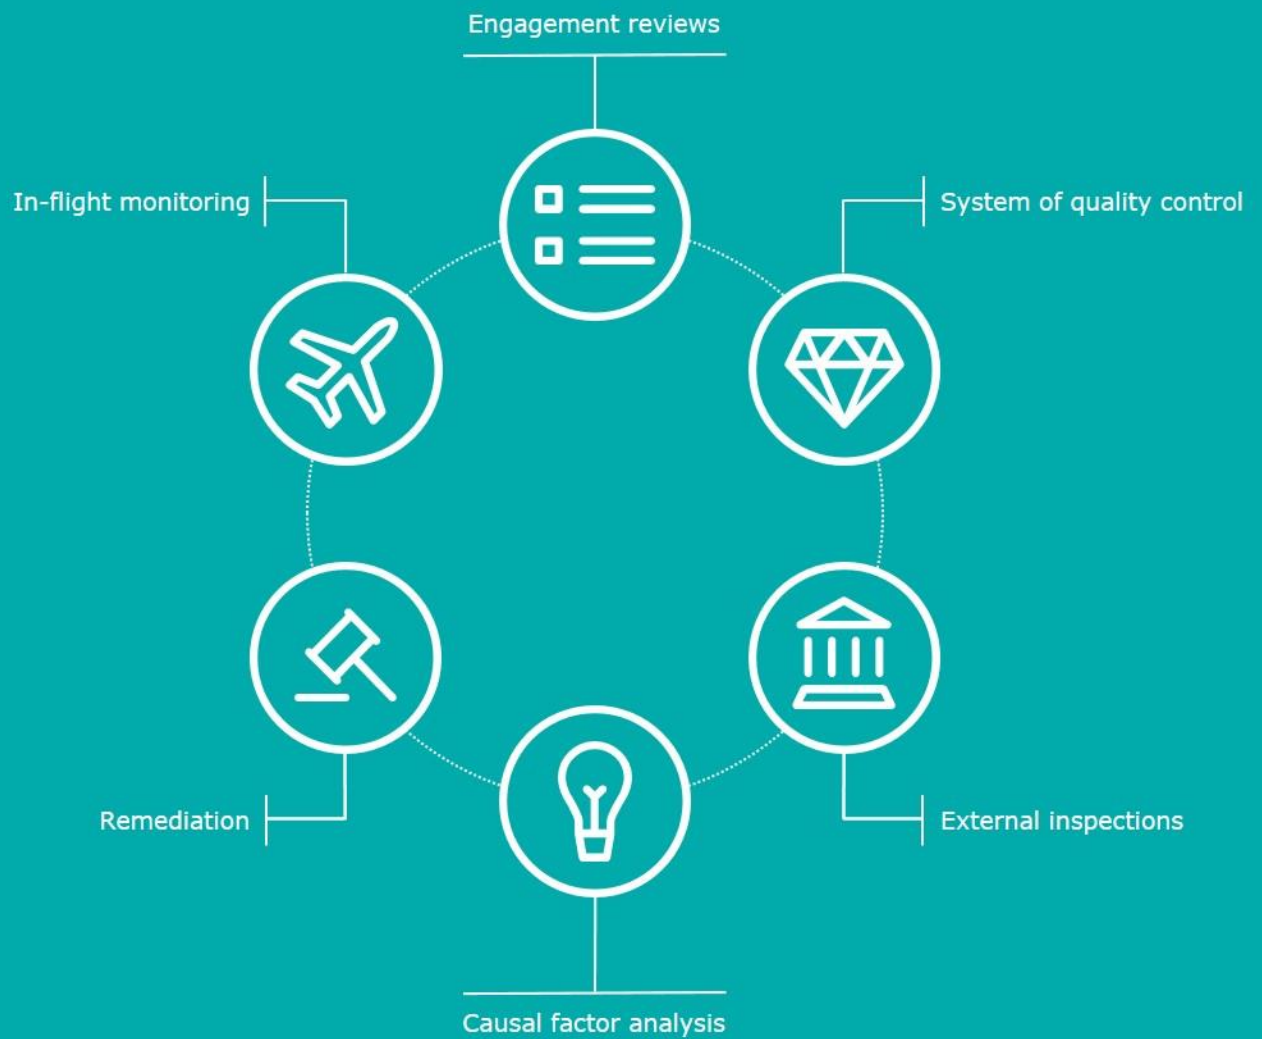 Engagement reviews
In-flight monitoring
System of quality control
Remediation
External inspections
Causal factor analysis